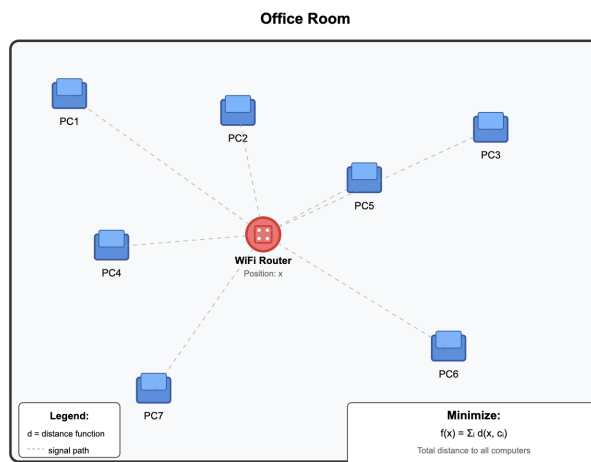 Office Room
PC1
PC2
PC3
PC5
PC4
WiFi Router
Position: x
PC6
PC7
Legend:
d = distance function
signal path
Minimize:
f(x) = Σᵢ d(x, cᵢ)
Total distance to all computers